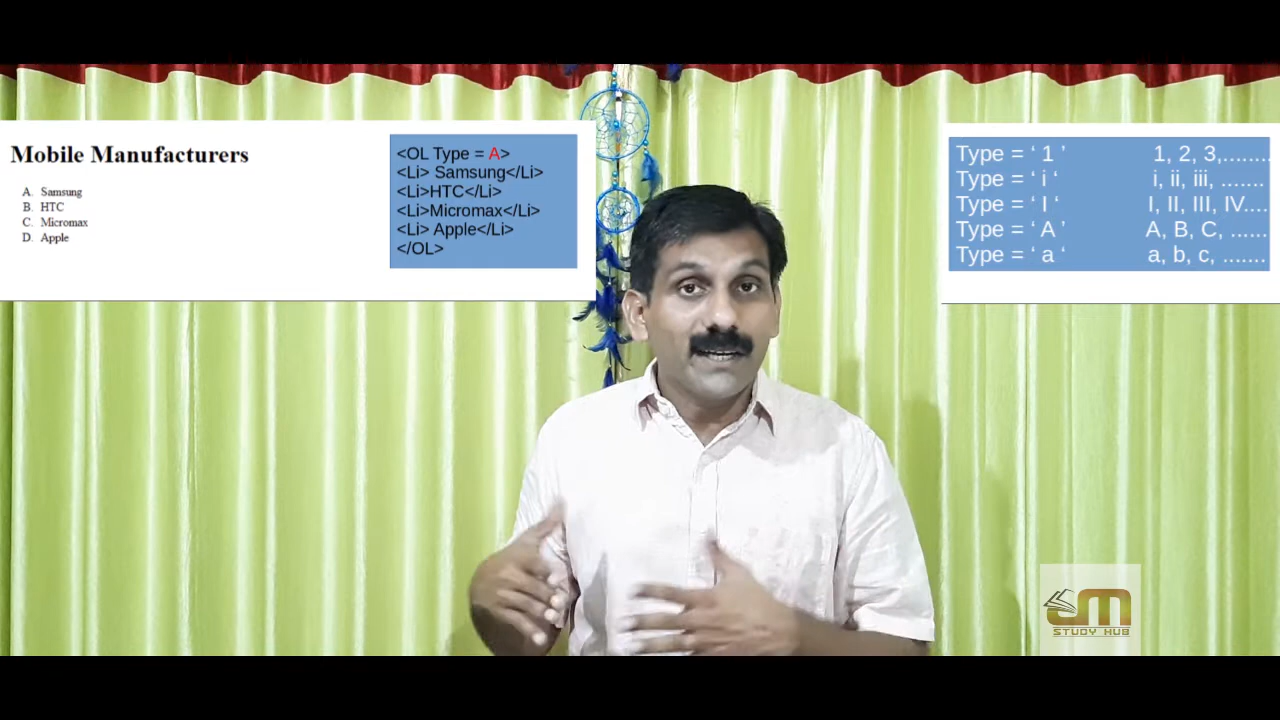 Mobile Manufacturers
A. Samsung
B. HTC
C. Micromax
D. Apple
<OL Type = A>
<Li> Samsung</Li>
<Li>HTC</Li>
<Li>Micromax</Li>
<Li> Apple</Li>
</OL>
Type = ‘ 1 ’ 1, 2, 3,........
Type = ‘ i ‘ i, ii, iii, .......
Type = ‘ I ‘ I, II, III, IV....
Type = ‘ A ’ A, B, C, ......
Type = ‘ a ‘ a, b, c, .......
STUDY HUB